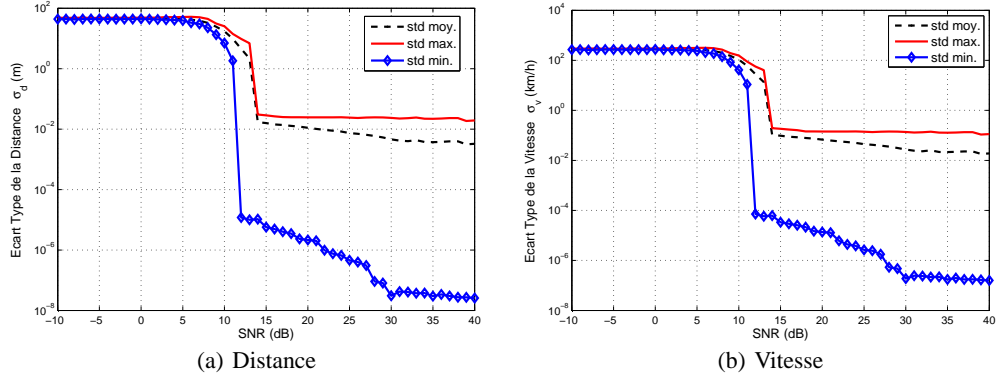 10^2
10^0
10^-2
10^-4
10^-6
10^-8
Ecart Type de la Distance σ_d (m)
−10 −5 0 5 10 15 20 25 30 35 40
SNR (dB)
std moy.
std max.
std min.
(a) Distance
10^4
10^2
10^0
10^-2
10^-4
10^-6
10^-8
Ecart Type de la Vitesse σ_v (km/h)
−10 −5 0 5 10 15 20 25 30 35 40
SNR (dB)
std moy.
std max.
std min.
(b) Vitesse